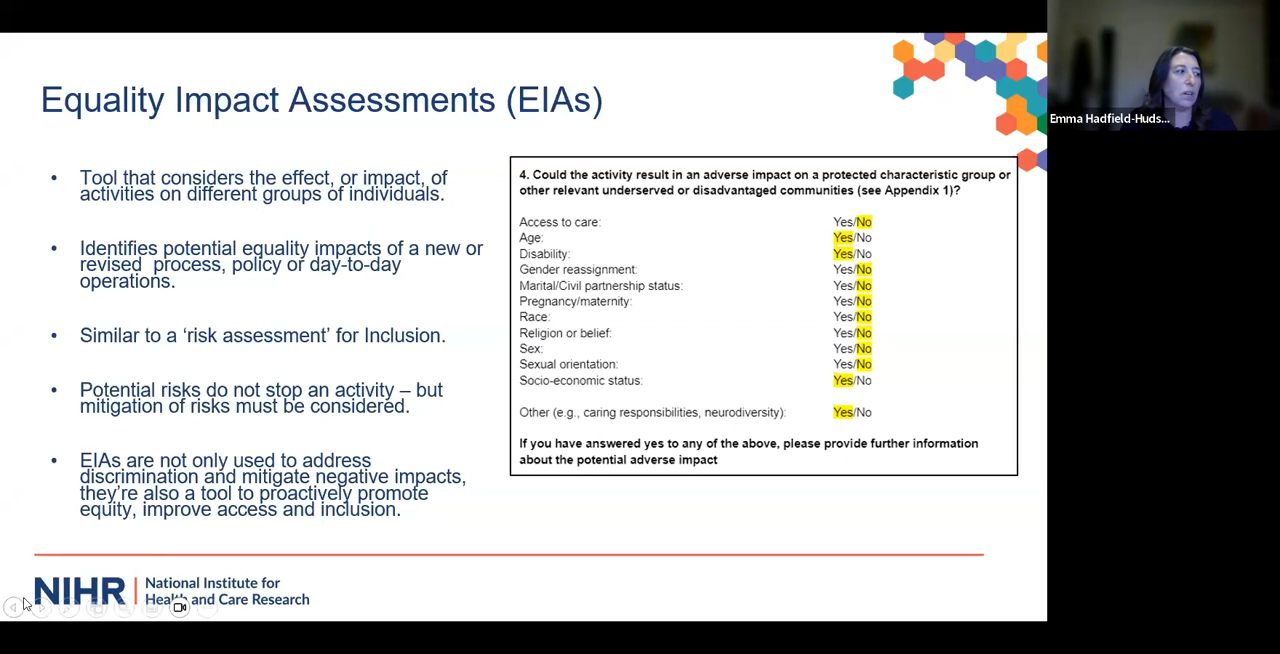 Equality Impact Assessments (EIAs)
• Tool that considers the effect, or impact, of
activities on different groups of individuals.
• Identifies potential equality impacts of a new or
revised process, policy or day-to-day
operations.
• Similar to a ‘risk assessment’ for Inclusion.
• Potential risks do not stop an activity – but
mitigation of risks must be considered.
• EIAs are not only used to address
discrimination and mitigate negative impacts,
they’re also a tool to proactively promote
equity, improve access and inclusion.
4. Could the activity result in an adverse impact on a protected characteristic group or
other relevant underserved or disadvantaged communities (see Appendix 1)?
Access to care: Yes/No
Age: Yes/No
Disability: Yes/No
Gender reassignment: Yes/No
Marital/Civil partnership status: Yes/No
Pregnancy/maternity: Yes/No
Race: Yes/No
Religion or belief: Yes/No
Sex: Yes/No
Sexual orientation: Yes/No
Socio-economic status: Yes/No
Other (e.g., caring responsibilities, neurodiversity): Yes/No
If you have answered yes to any of the above, please provide further information
about the potential adverse impact
NIHR | National Institute for
Health and Care Research
Emma Hadfield-Huds...